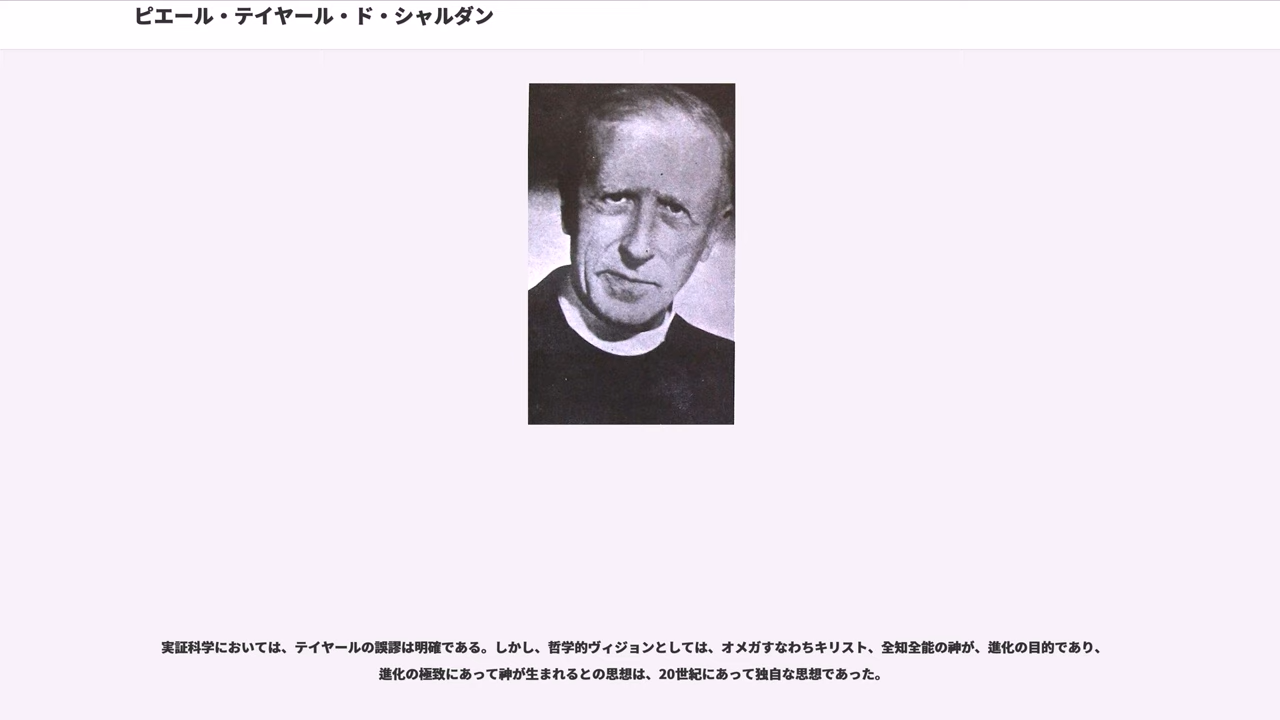 ピエール・テイヤール・ド・シャルダン
実証科学においては、テイヤールの誤謬は明確である。しかし、哲学的ヴィジョンとしては、オメガすなわちキリスト、全知全能の神が、進化の目的であり、
進化の極致にあって神が生まれるとの思想は、20世紀にあって独自な思想であった。